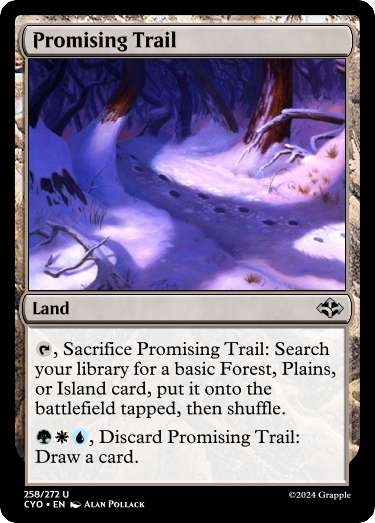 Promising Trail
Land
, Sacrifice Promising Trail: Search
your library for a basic Forest, Plains,
or Island card, put it onto the
battlefield tapped, then shuffle.
, Discard Promising Trail:
Draw a card.
258/272 U
CYO • EN Alan Pollack
©2024 Grapple